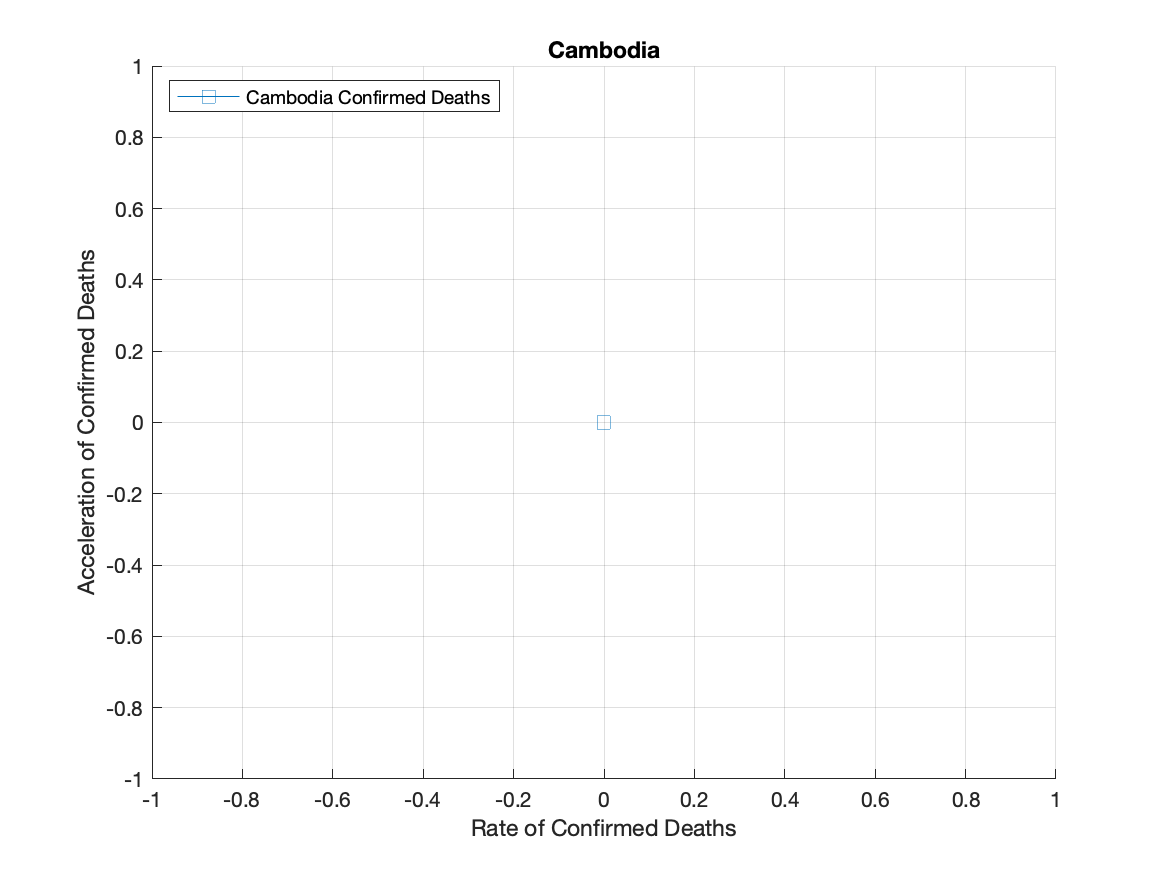 Cambodia
Cambodia Confirmed Deaths
1
0.8
0.6
0.4
0.2
0
-0.2
-0.4
-0.6
-0.8
-1
Acceleration of Confirmed Deaths
-1 -0.8 -0.6 -0.4 -0.2 0 0.2 0.4 0.6 0.8 1
Rate of Confirmed Deaths